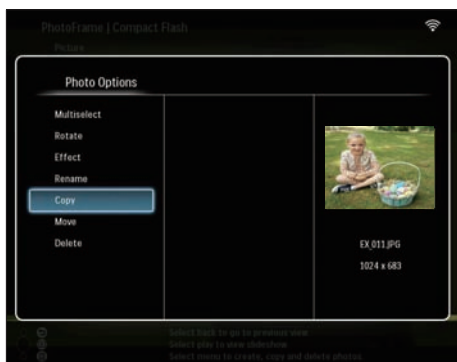 PhotoFrame | Compact Flash
Picture
Photo Options
Multiselect
Rotate
Effect
Rename
Copy
Move
Delete
EX_011.JPG
1024 x 683
Select back to go to previous view
Select play to view slideshow
Select menu to create, copy and delete photos